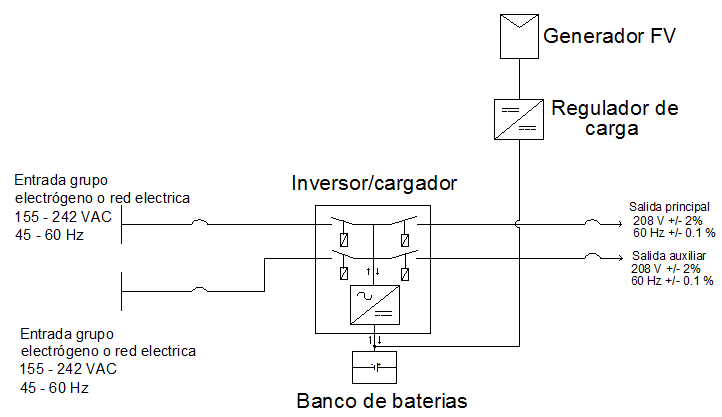 Generador FV
Regulador de
carga
Entrada grupo
electrógeno o red electrica
155 - 242 VAC
45 - 60 Hz
Inversor/cargador
Salida principal
208 V +/- 2%
60 Hz +/- 0.1 %
Salida auxiliar
208 V +/- 2%
60 Hz +/- 0.1 %
Entrada grupo
electrógeno o red electrica
155 - 242 VAC
45 - 60 Hz
Banco de baterias